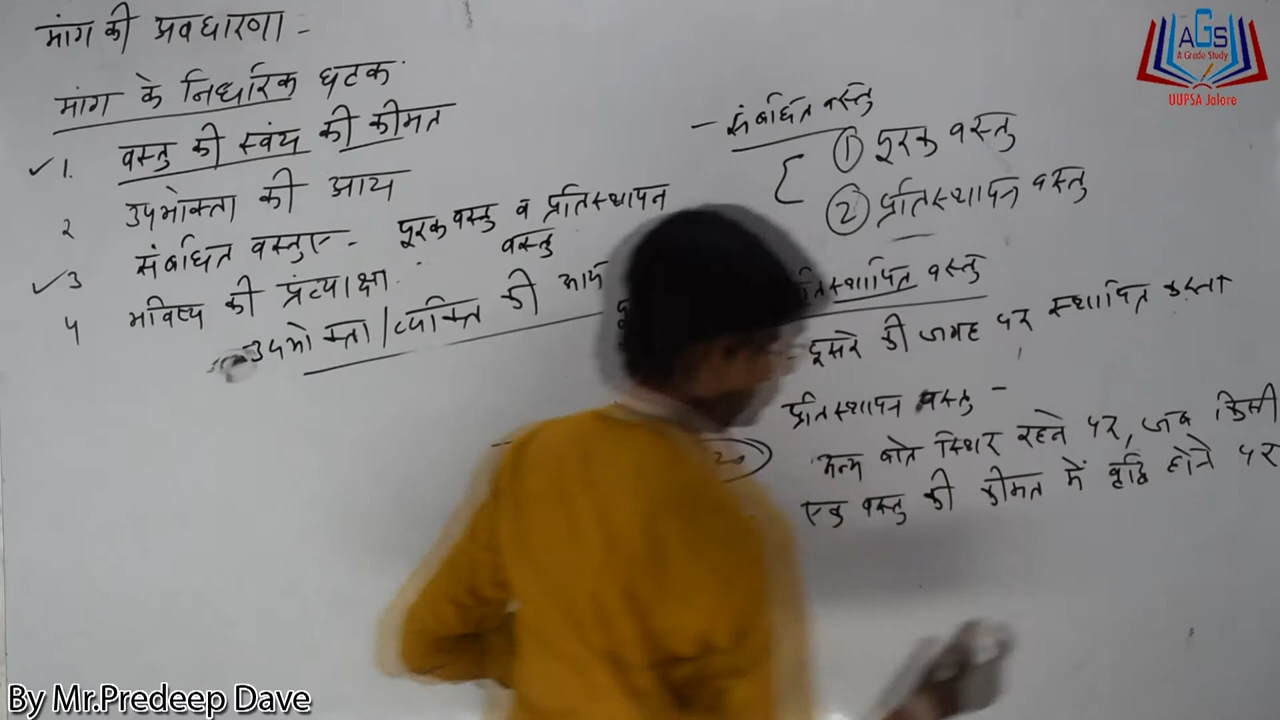 मांग की अवधारणा -
मांग के निर्धारक घटक
✓1. वस्तु की स्वंय की कीमत
2 उपभोक्ता की आय
✓3 संबंधित वस्तुए - पूरक वस्तु व प्रतिस्थापन वस्तु
4 भविष्य की प्रत्याक्षा.
उपभोक्ता/व्यक्ति की आय
- संबंधित वस्तु
① पूरक वस्तु
② प्रतिस्थापन वस्तु
तिस्थापित वस्तु
- दूसरे की जगह पर स्थापित करना
प्रतिस्थापन वस्तु -
अन्य बाते स्थिर रहने पर, जब किसी
एक वस्तु की कीमत में वृद्धि होने पर
AGS
A Grade Study
UUPSA Jalore
By Mr.Predeep Dave